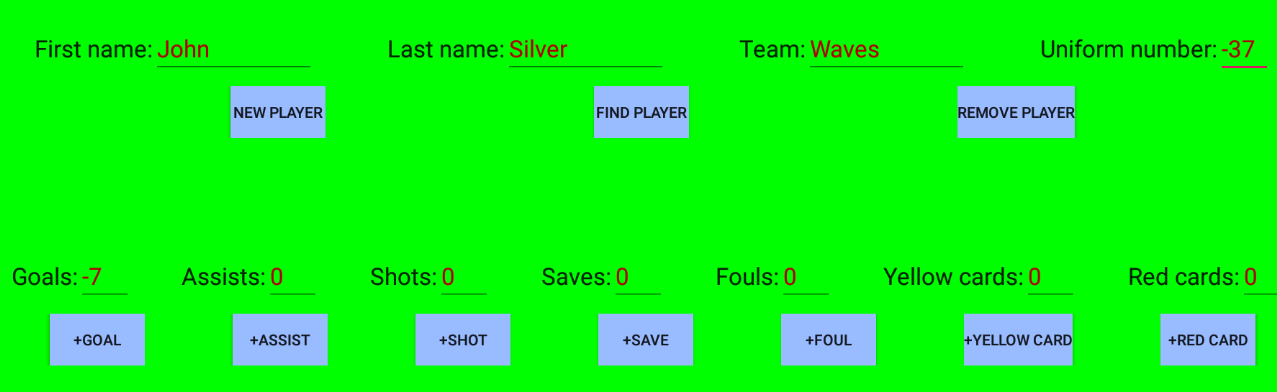 First name: John Last name: Silver Team: Waves Uniform number: -37
NEW PLAYER FIND PLAYER REMOVE PLAYER
Goals: -7 Assists: 0 Shots: 0 Saves: 0 Fouls: 0 Yellow cards: 0 Red cards: 0
+GOAL +ASSIST +SHOT +SAVE +FOUL +YELLOW CARD +RED CARD